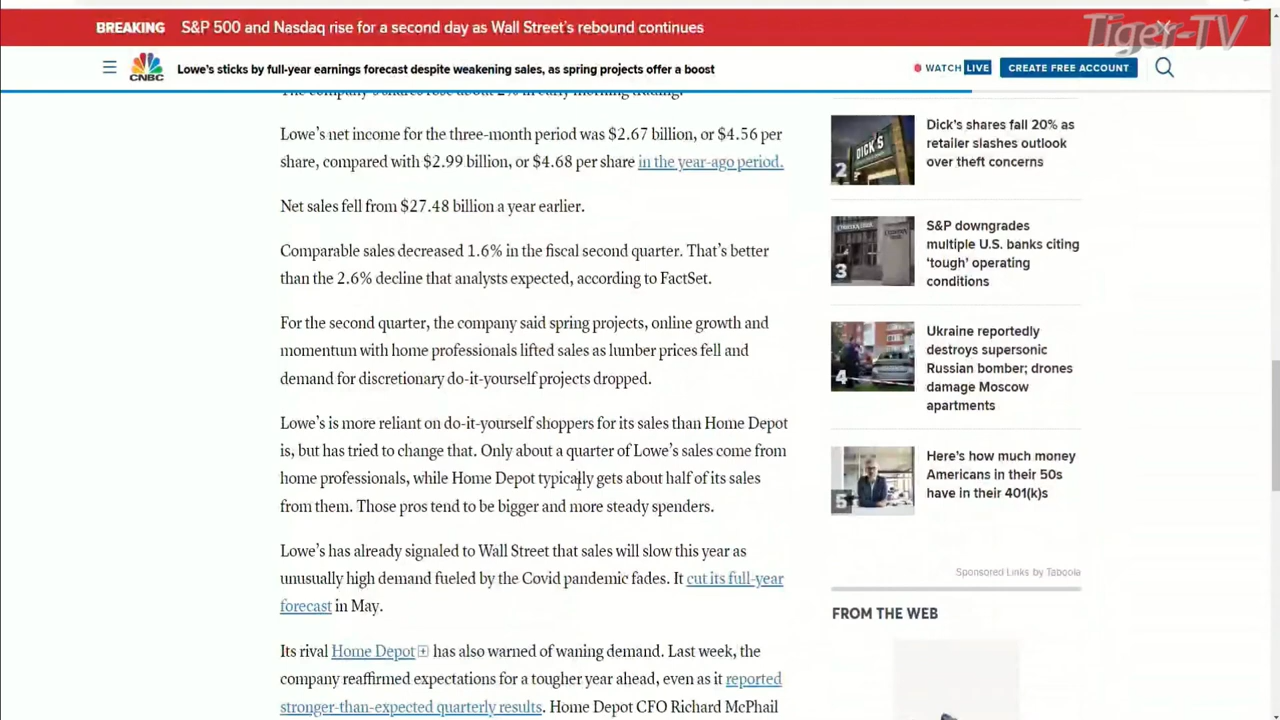 BREAKING S&P 500 and Nasdaq rise for a second day as Wall Street's rebound continues
Tiger-TV
CNBC
Lowe's sticks by full-year earnings forecast despite weakening sales, as spring projects offer a boost
WATCH LIVE
CREATE FREE ACCOUNT
The company's shares rose about 2% in early morning trading.
Lowe's net income for the three-month period was $2.67 billion, or $4.56 per
share, compared with $2.99 billion, or $4.68 per share in the year-ago period.
Net sales fell from $27.48 billion a year earlier.
Comparable sales decreased 1.6% in the fiscal second quarter. That's better
than the 2.6% decline that analysts expected, according to FactSet.
For the second quarter, the company said spring projects, online growth and
momentum with home professionals lifted sales as lumber prices fell and
demand for discretionary do-it-yourself projects dropped.
Lowe's is more reliant on do-it-yourself shoppers for its sales than Home Depot
is, but has tried to change that. Only about a quarter of Lowe's sales come from
home professionals, while Home Depot typically gets about half of its sales
from them. Those pros tend to be bigger and more steady spenders.
Lowe's has already signaled to Wall Street that sales will slow this year as
unusually high demand fueled by the Covid pandemic fades. It cut its full-year
forecast in May.
Its rival Home Depot has also warned of waning demand. Last week, the
company reaffirmed expectations for a tougher year ahead, even as it reported
stronger-than-expected quarterly results. Home Depot CFO Richard McPhail
DICK'S
2
Dick's shares fall 20% as
retailer slashes outlook
over theft concerns
3
S&P downgrades
multiple U.S. banks citing
'tough' operating
conditions
4
Ukraine reportedly
destroys supersonic
Russian bomber; drones
damage Moscow
apartments
5
Here's how much money
Americans in their 50s
have in their 401(k)s
Sponsored Links by Taboola
FROM THE WEB